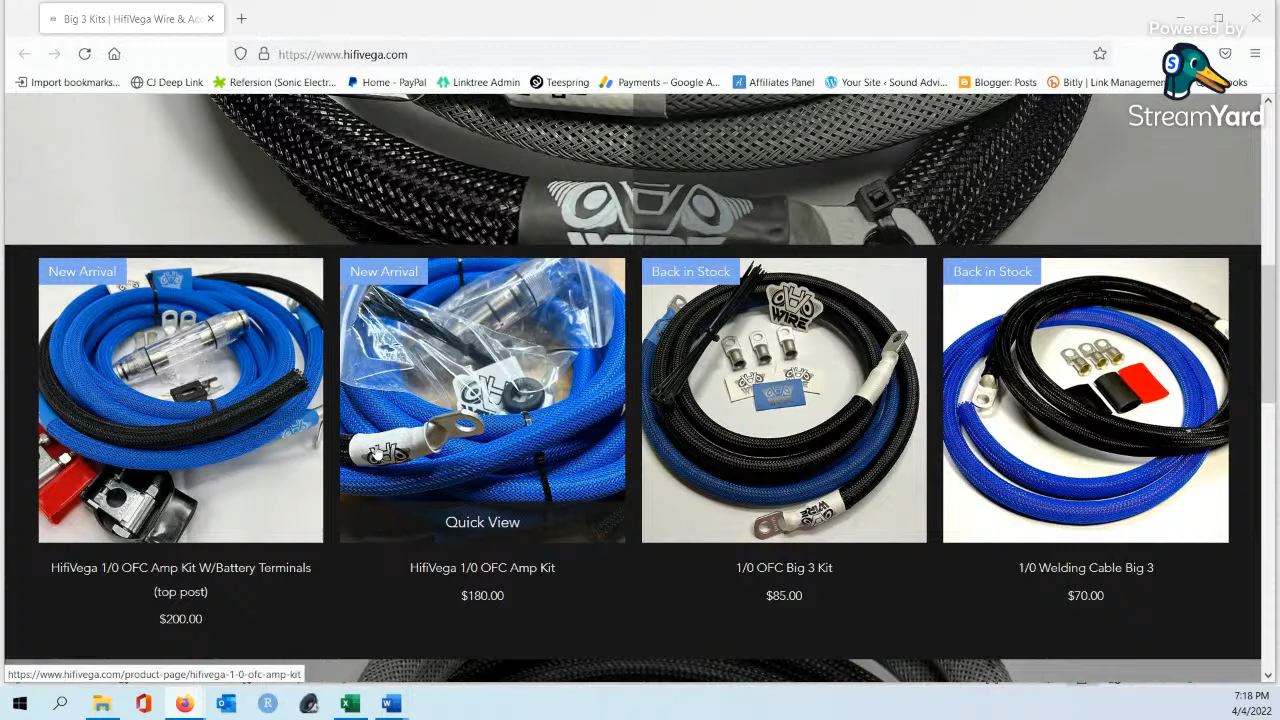 Big 3 Kits | HifiVega Wire & Acc
Powered by
https://www.hifivega.com
Import bookmarks...
CJ Deep Link
Refersion (Sonic Electr...
Home - PayPal
Linktree Admin
Teespring
Payments – Google A...
Affiliates Panel
Your Site ‹ Sound Advi...
Blogger: Posts
Bitly | Link Management
StreamYard
New Arrival
New Arrival
Back in Stock
Back in Stock
WIRE
Quick View
HifiVega 1/0 OFC Amp Kit W/Battery Terminals
(top post)
$200.00
HifiVega 1/0 OFC Amp Kit
$180.00
1/0 OFC Big 3 Kit
$85.00
1/0 Welding Cable Big 3
$70.00
https://www.hifivega.com/product-page/hifivega-1-0-ofc-amp-kit
7:18 PM
4/4/2022